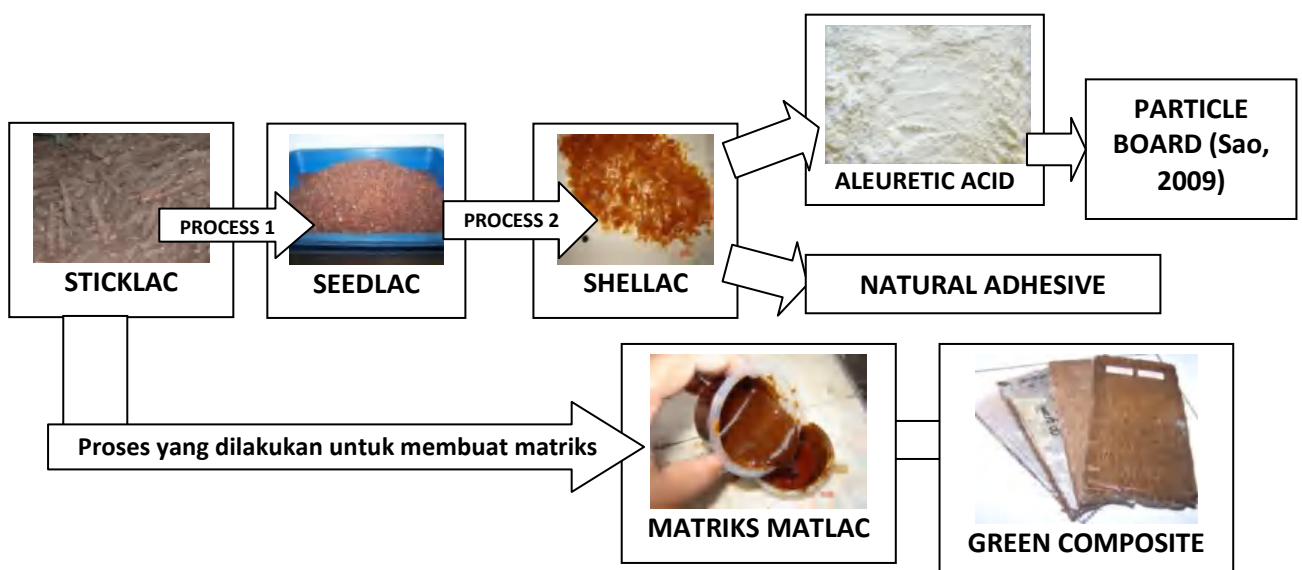 ALEURETIC ACID
PARTICLE
BOARD (Sao,
2009)
STICKLAC
PROCESS 1
SEEDLAC
PROCESS 2
SHELLAC
NATURAL ADHESIVE
Proses yang dilakukan untuk membuat matriks
MATRIKS MATLAC
GREEN COMPOSITE